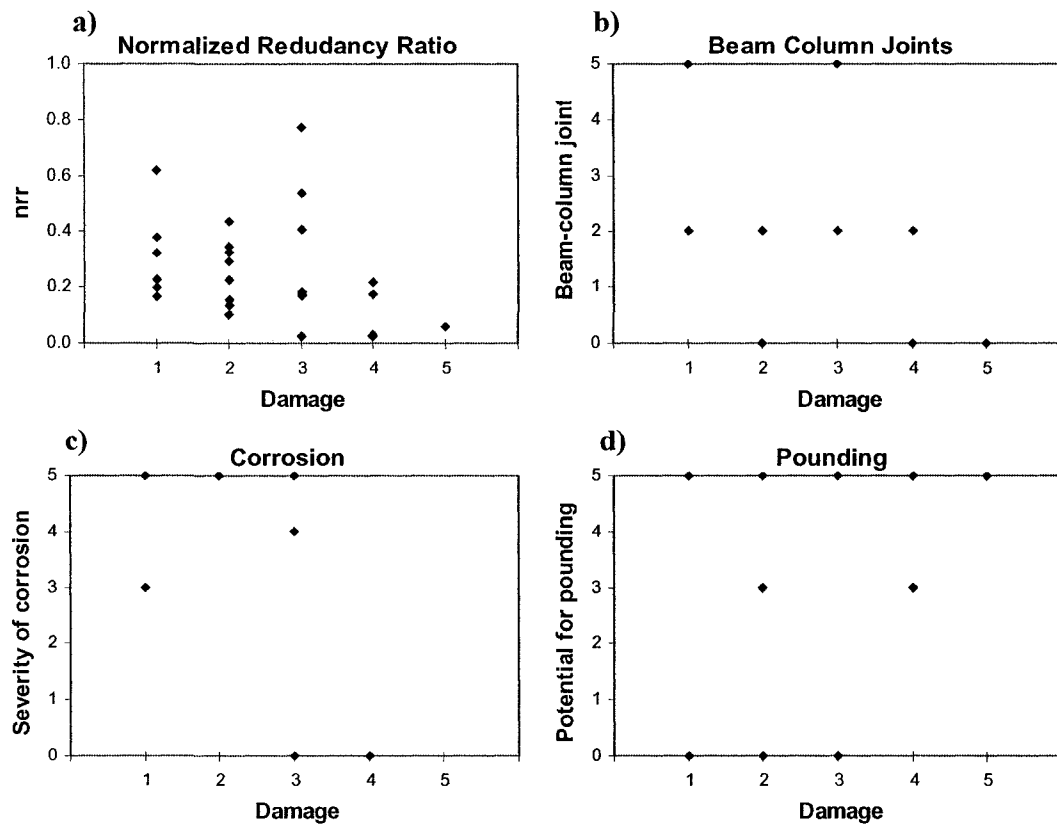 a)
Normalized Redudancy Ratio
1.0
0.8
0.6
0.4
0.2
0.0
nrr
1 2 3 4 5
Damage
b)
Beam Column Joints
5
4
3
2
1
0
Beam-column joint
1 2 3 4 5
Damage
c)
Corrosion
5
4
3
2
1
0
Severity of corrosion
1 2 3 4 5
Damage
d)
Pounding
5
4
3
2
1
0
Potential for pounding
1 2 3 4 5
Damage